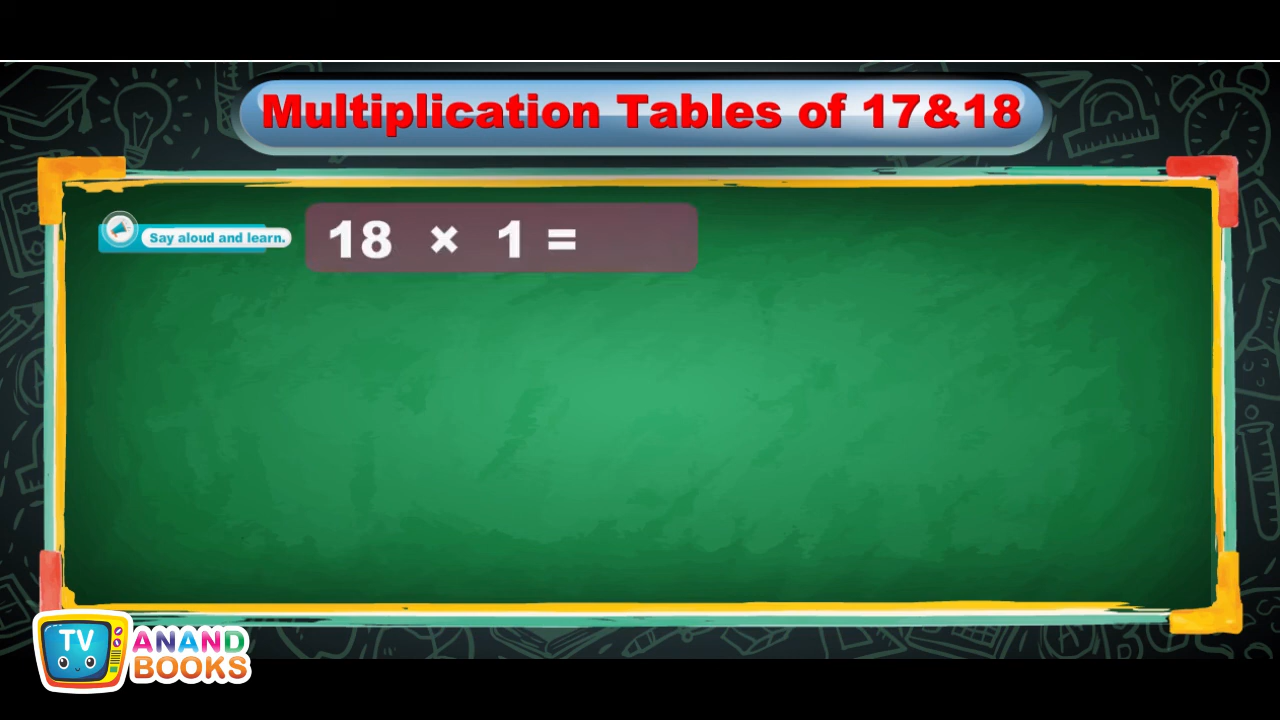 Multiplication Tables of 17&18
Say aloud and learn.
18 × 1 =
TV
ANAND
BOOKS